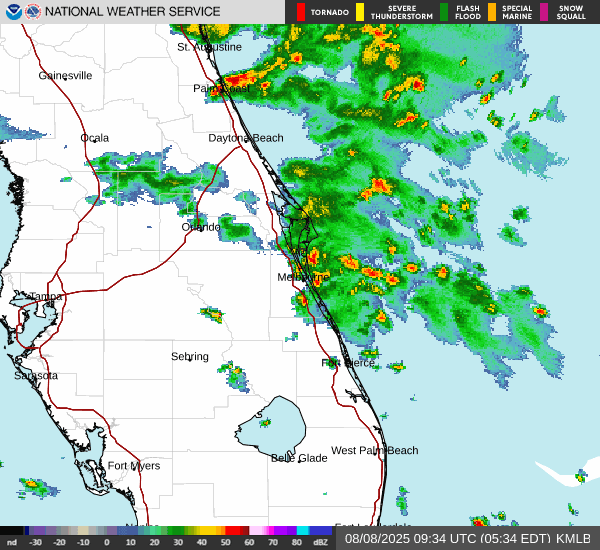 NATIONAL WEATHER SERVICE
TORNADO
SEVERE THUNDERSTORM
FLASH FLOOD
SPECIAL MARINE
SNOW SQUALL
St. Augustine
Gainesville
Palm Coast
Ocala
Daytona Beach
Orlando
Melbourne
Tampa
Sebring
Fort Pierce
Sarasota
West Palm Beach
Belle Glade
Fort Myers
nd -30 -20 -10 0 10 20 30 40 50 60 70 80 dBZ
08/08/2025 09:34 UTC (05:34 EDT) KMLB